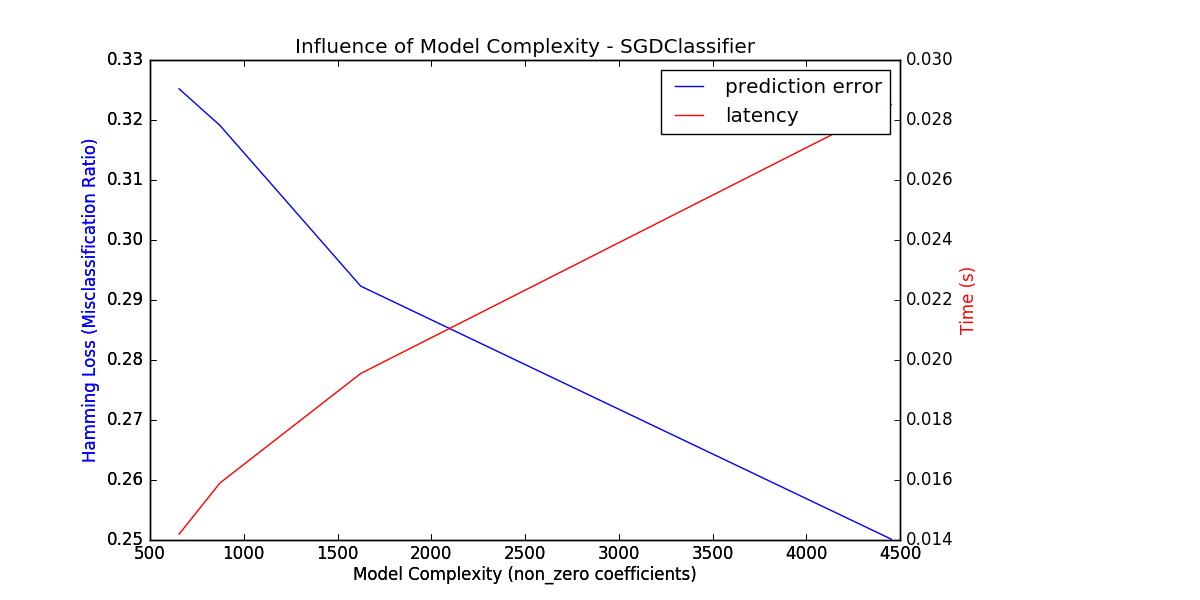 Influence of Model Complexity - SGDClassifier
prediction error
latency
Hamming Loss (Misclassification Ratio)
0.33
0.32
0.31
0.30
0.29
0.28
0.27
0.26
0.25
0.030
0.028
0.026
0.024
0.022
0.020
0.018
0.016
0.014
Time (s)
500 1000 1500 2000 2500 3000 3500 4000 4500
Model Complexity (non_zero coefficients)